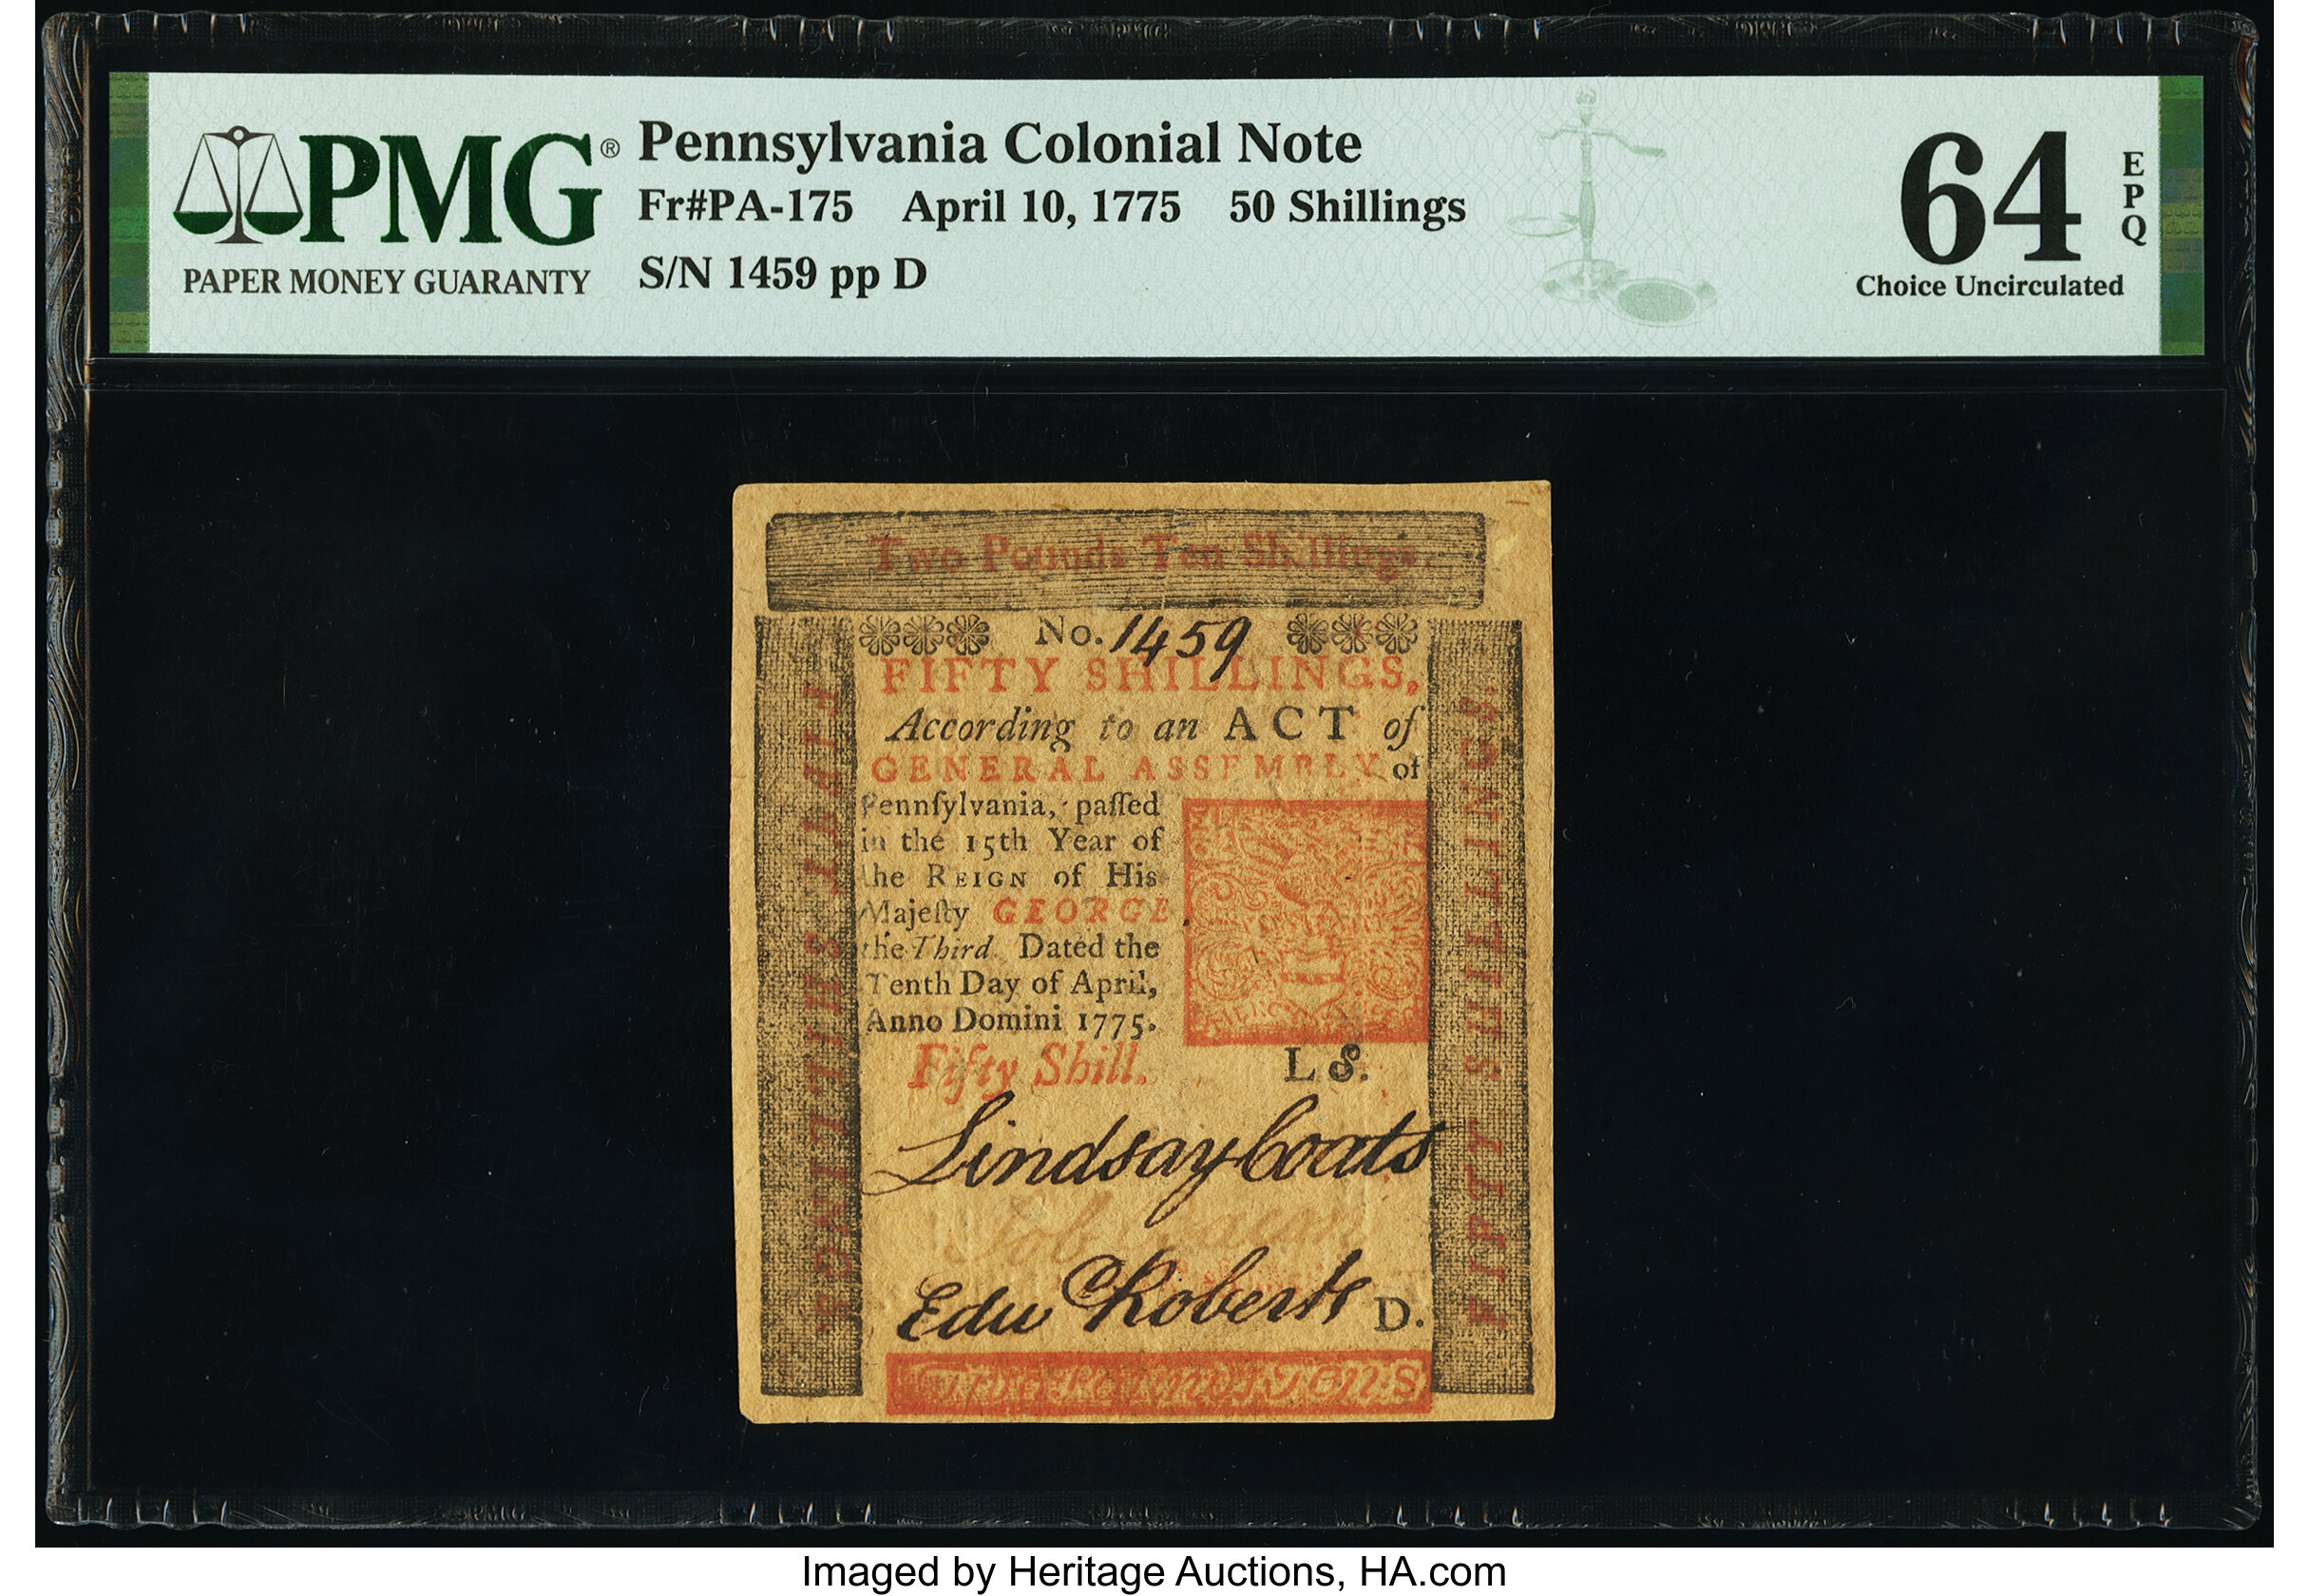 PMG®
PAPER MONEY GUARANTY
Pennsylvania Colonial Note
Fr#PA-175 April 10, 1775 50 Shillings
S/N 1459 pp D
64 EPQ
Choice Uncirculated
Two Pounds Ten Shillings.
No. 1459
FIFTY SHILLINGS,
According to an ACT of
GENERAL ASSEMBLY of
Pennſylvania, paſſed
in the 15th Year of
the REIGN of His
Majeſty GEORGE
the Third. Dated the
Tenth Day of April,
Anno Domini 1775.
Fifty Shill. L S.
Lindsay Coats
Edw Roberts D.
FIFTY SHILLINGS
FIFTY SHILLINGS.
Imaged by Heritage Auctions, HA.com